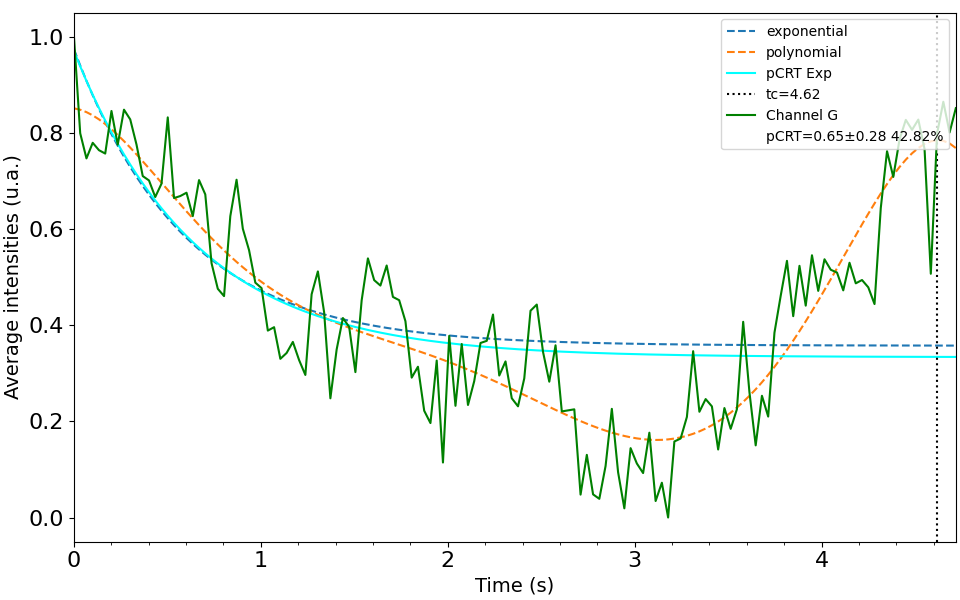 exponential
polynomial
pCRT Exp
tc=4.62
Channel G
pCRT=0.65±0.28 42.82%
Average intensities (u.a.)
1.0
0.8
0.6
0.4
0.2
0.0
0 1 2 3 4
Time (s)